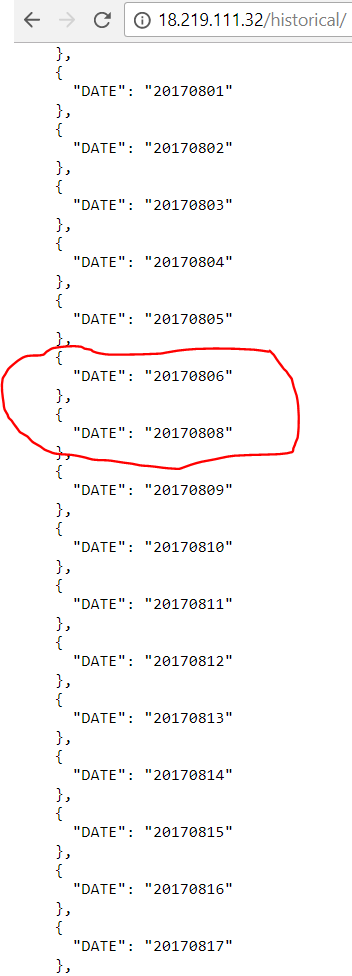 18.219.111.32/historical/
},
{
"DATE": "20170801"
},
{
"DATE": "20170802"
},
{
"DATE": "20170803"
},
{
"DATE": "20170804"
},
{
"DATE": "20170805"
},
{
"DATE": "20170806"
},
{
"DATE": "20170808"
},
{
"DATE": "20170809"
},
{
"DATE": "20170810"
},
{
"DATE": "20170811"
},
{
"DATE": "20170812"
},
{
"DATE": "20170813"
},
{
"DATE": "20170814"
},
{
"DATE": "20170815"
},
{
"DATE": "20170816"
},
{
"DATE": "20170817"
},